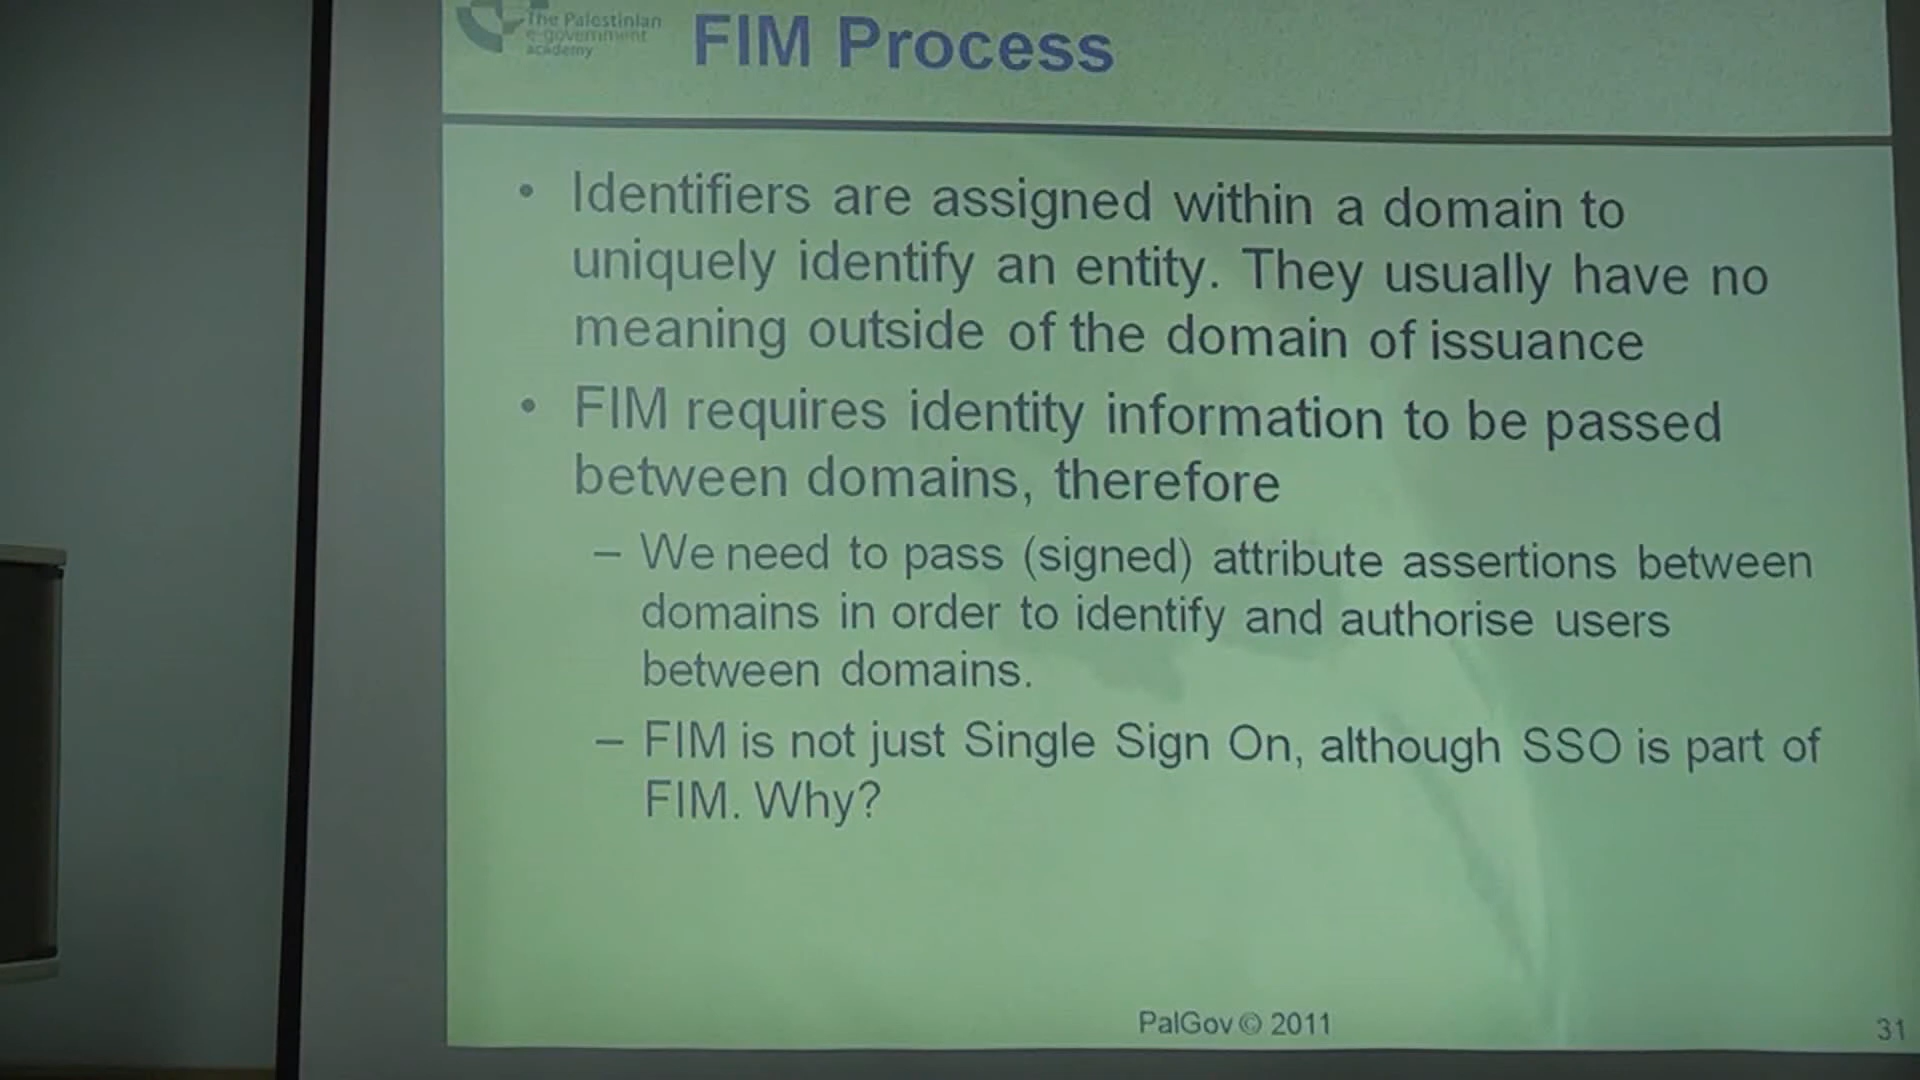 The Palestinian
e-government
academy
FIM Process
• Identifiers are assigned within a domain to
uniquely identify an entity. They usually have no
meaning outside of the domain of issuance
• FIM requires identity information to be passed
between domains, therefore
– We need to pass (signed) attribute assertions between
domains in order to identify and authorise users
between domains.
– FIM is not just Single Sign On, although SSO is part of
FIM. Why?
PalGov © 2011
31